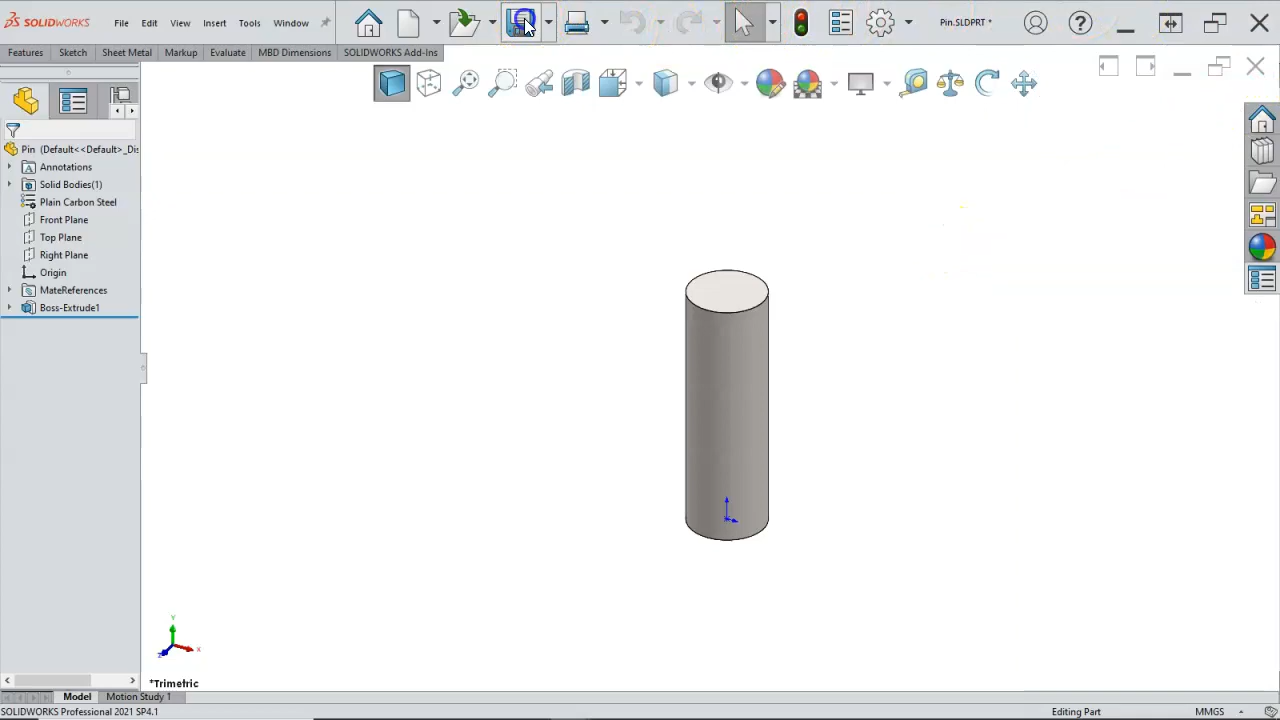 SOLIDWORKS File Edit View Insert Tools Window Pin.SLDPRT *
Features Sketch Sheet Metal Markup Evaluate MBD Dimensions SOLIDWORKS Add-Ins
Pin (Default<<Default>_Dis
Annotations
Solid Bodies(1)
Plain Carbon Steel
Front Plane
Top Plane
Right Plane
Origin
MateReferences
Boss-Extrude1
Y
X
Z
*Trimetric
Model Motion Study 1
SOLIDWORKS Professional 2021 SP4.1 Editing Part MMGS